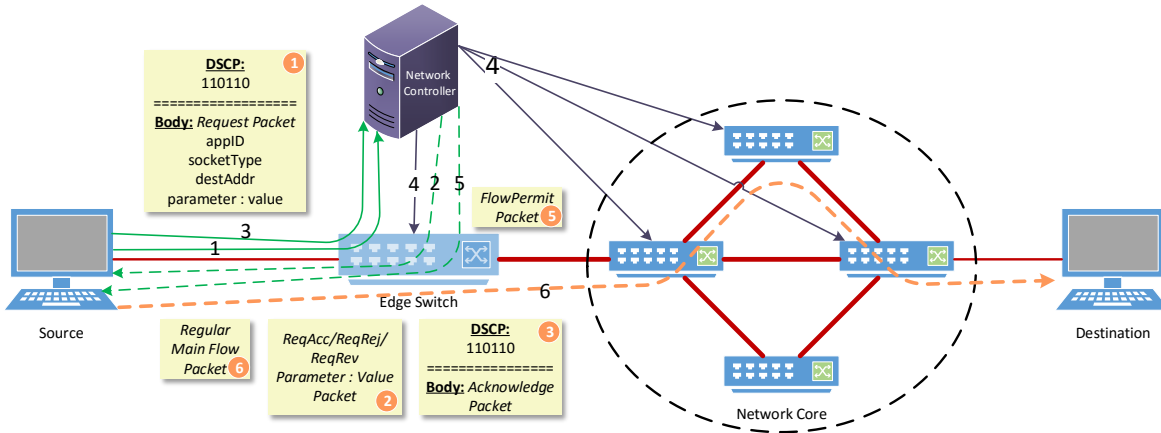 DSCP:
1
110110
==================
Body: Request Packet
appID
socketType
destAddr
parameter : value
Network
Controller
4
4
2
5
FlowPermit
Packet
5
3
1
6
Edge Switch
Source
Destination
Regular
Main Flow
Packet
6
ReqAcc/ReqRej/
ReqRev
Parameter : Value
Packet
2
DSCP:
3
110110
================
Body: Acknowledge
Packet
Network Core